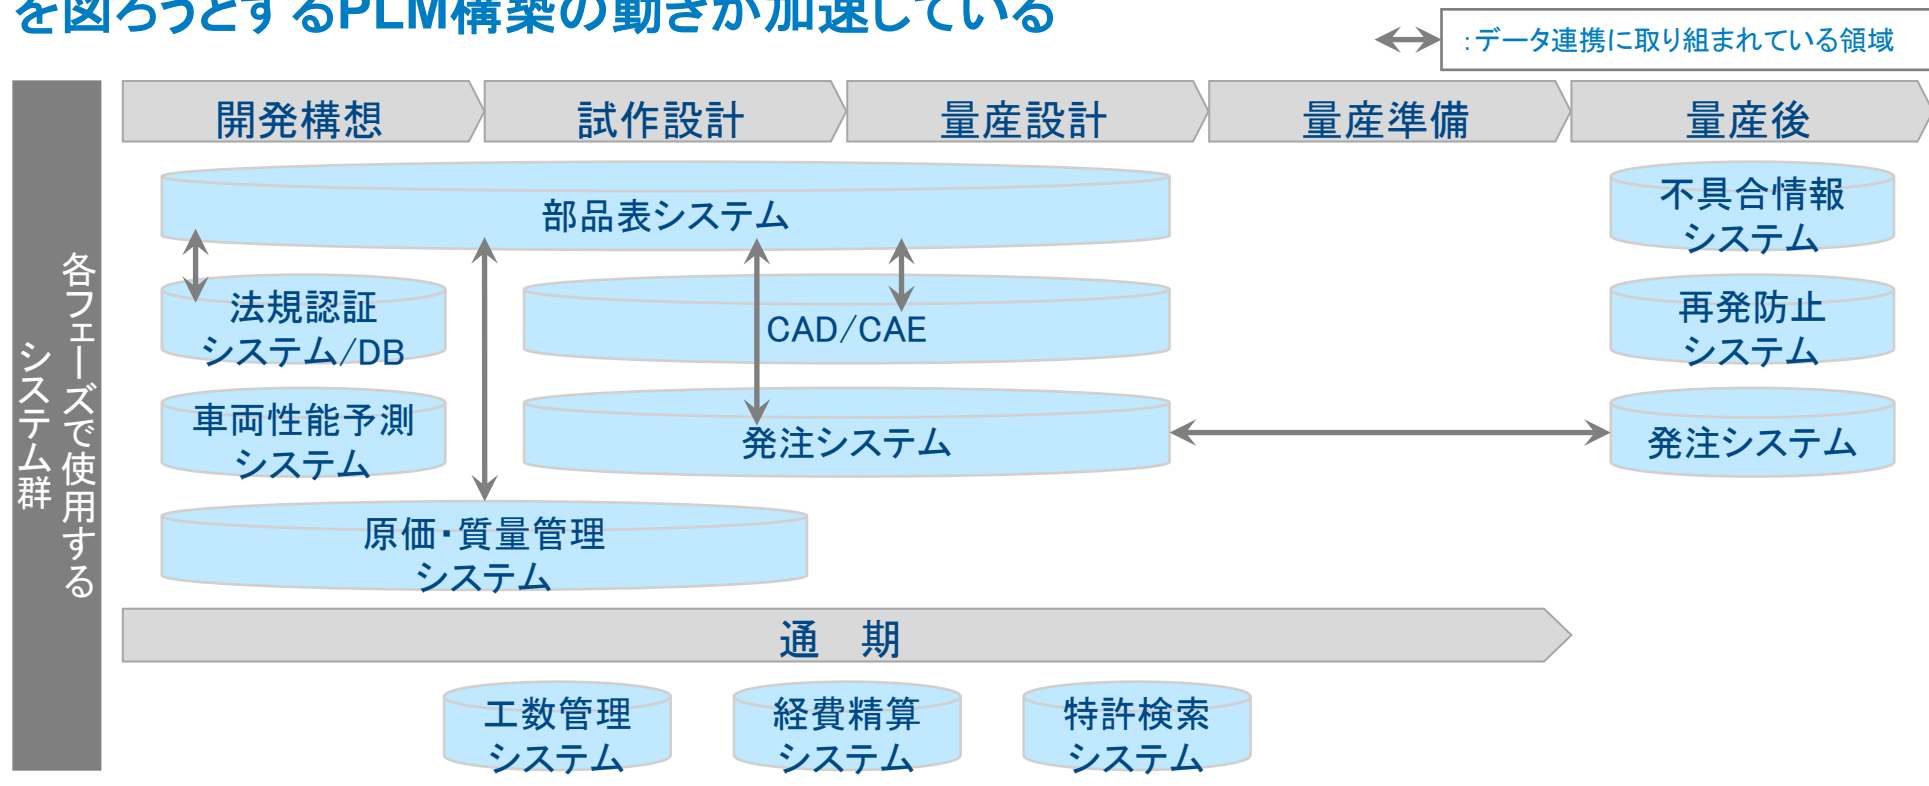 を図ろうとするPLM構築の動きが加速している
：データ連携に取り組まれている領域
各フェーズで使用する
システム群
開発構想
試作設計
量産設計
量産準備
量産後
部品表システム
不具合情報
システム
法規認証
システム/DB
CAD/CAE
再発防止
システム
車両性能予測
システム
発注システム
発注システム
原価・質量管理
システム
通　期
工数管理
システム
経費精算
システム
特許検索
システム